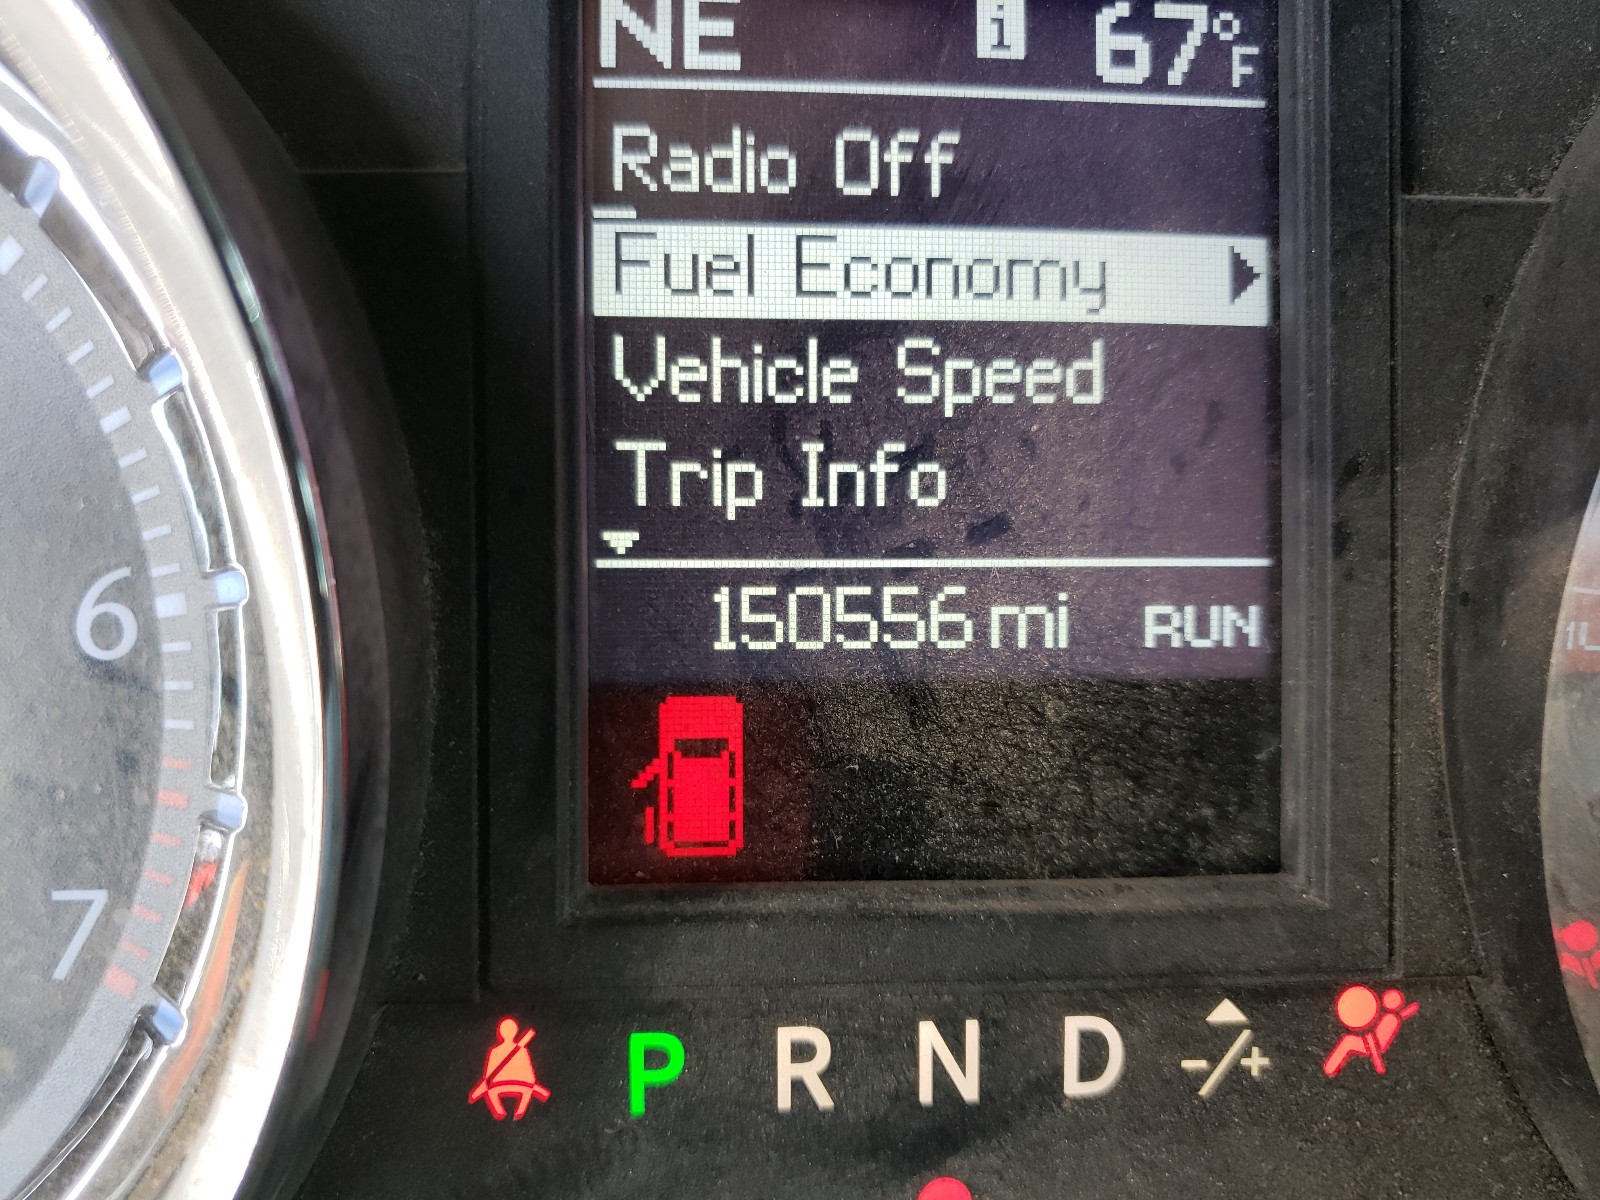 NE i 67°F
Radio Off
Fuel Economy
Vehicle Speed
Trip Info
150556 mi RUN
6
7
P R N D -/+